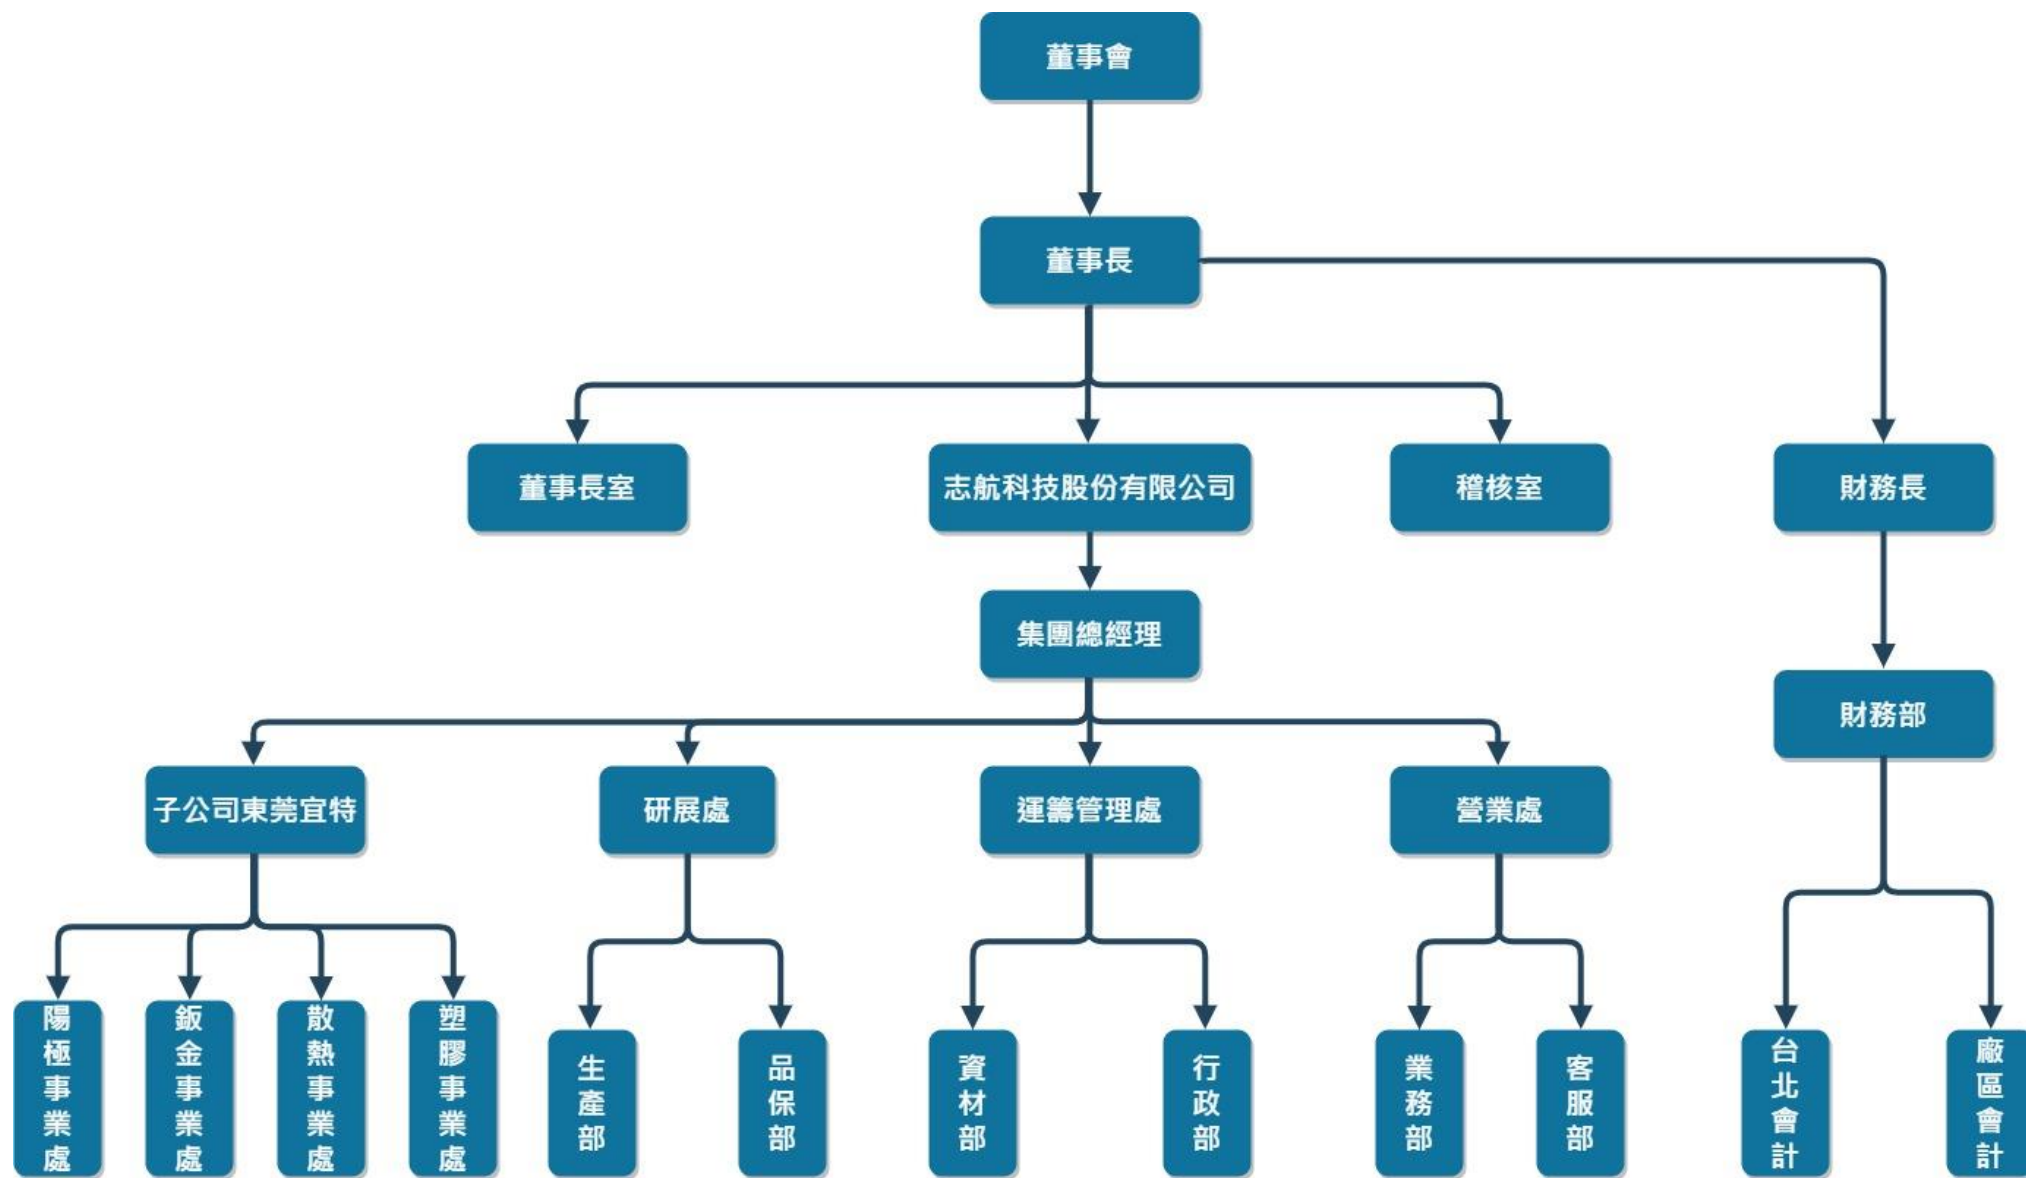 董事會
董事長
董事長室
志航科技股份有限公司
稽核室
財務長
集團總經理
財務部
子公司東莞宜特
研展處
運籌管理處
營業處
陽極事業處
鈑金事業處
散熱事業處
塑膠事業處
生產部
品保部
資材部
行政部
業務部
客服部
台北會計
廠區會計